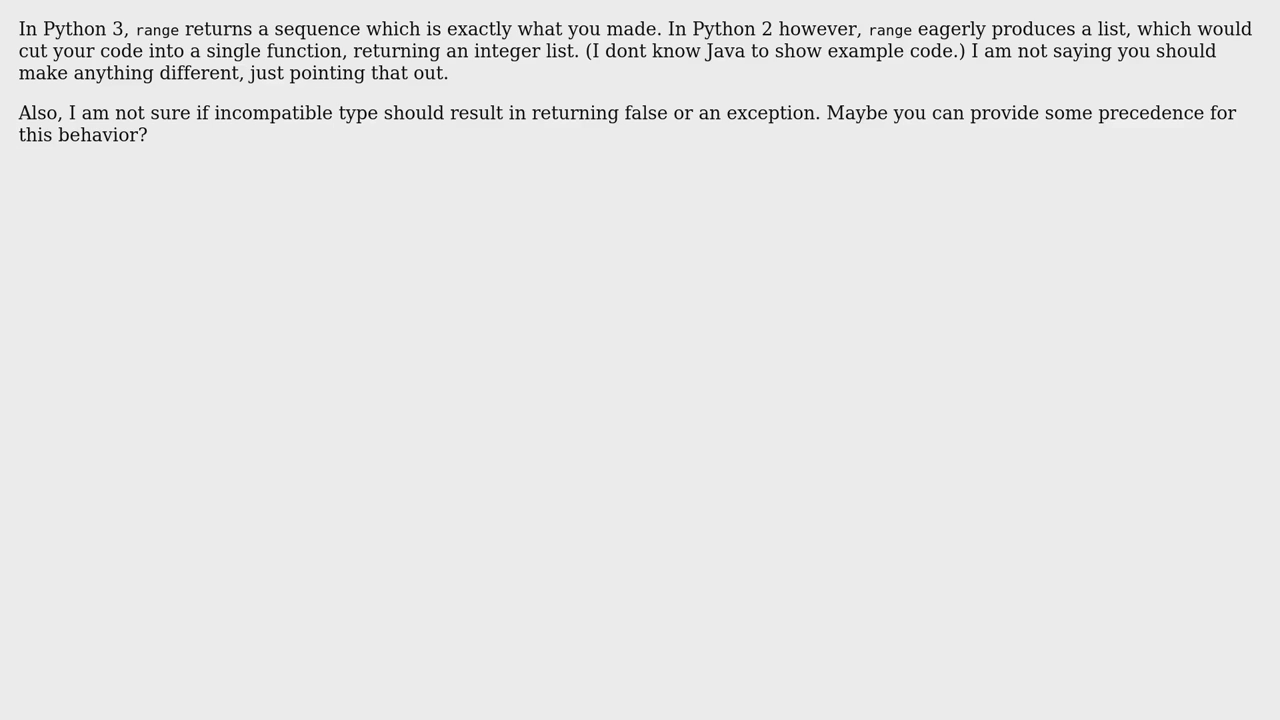 In Python 3, range returns a sequence which is exactly what you made. In Python 2 however, range eagerly produces a list, which would
cut your code into a single function, returning an integer list. (I dont know Java to show example code.) I am not saying you should
make anything different, just pointing that out.
Also, I am not sure if incompatible type should result in returning false or an exception. Maybe you can provide some precedence for
this behavior?